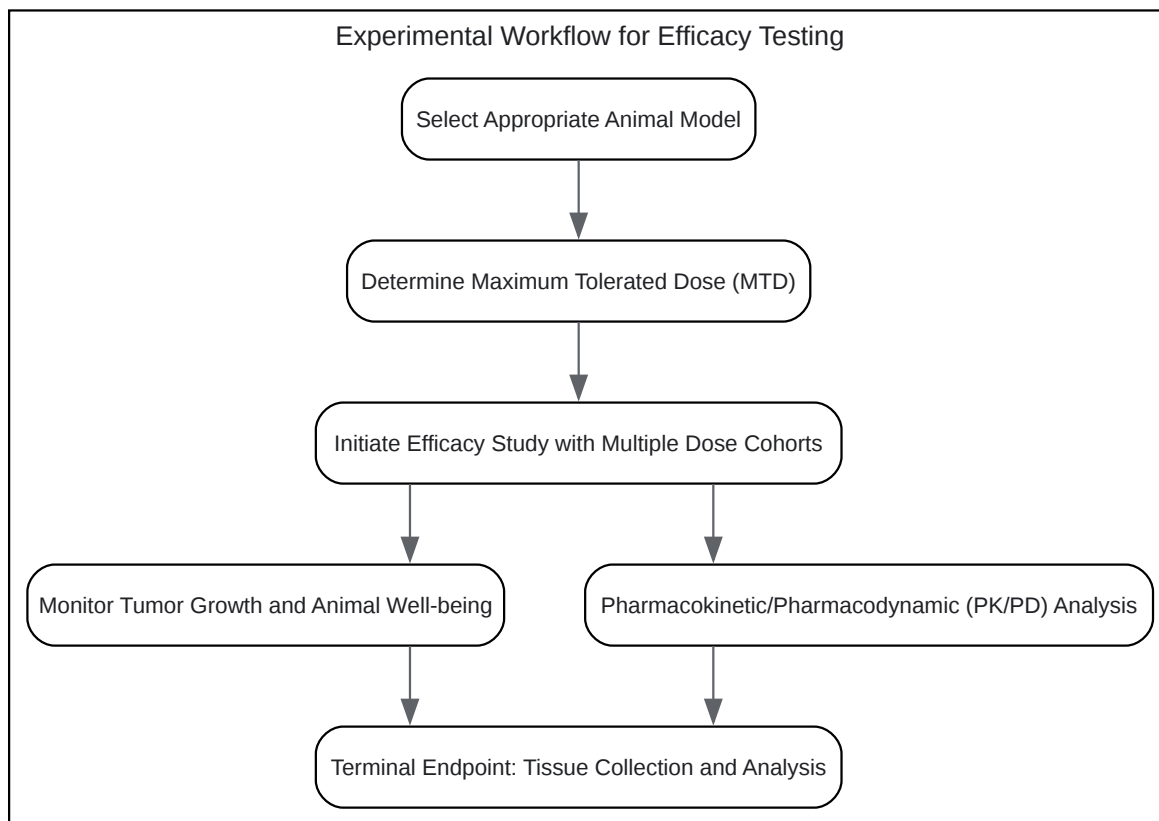 Experimental Workflow for Efficacy Testing
Select Appropriate Animal Model
Determine Maximum Tolerated Dose (MTD)
Initiate Efficacy Study with Multiple Dose Cohorts
Monitor Tumor Growth and Animal Well-being
Pharmacokinetic/Pharmacodynamic (PK/PD) Analysis
Terminal Endpoint: Tissue Collection and Analysis